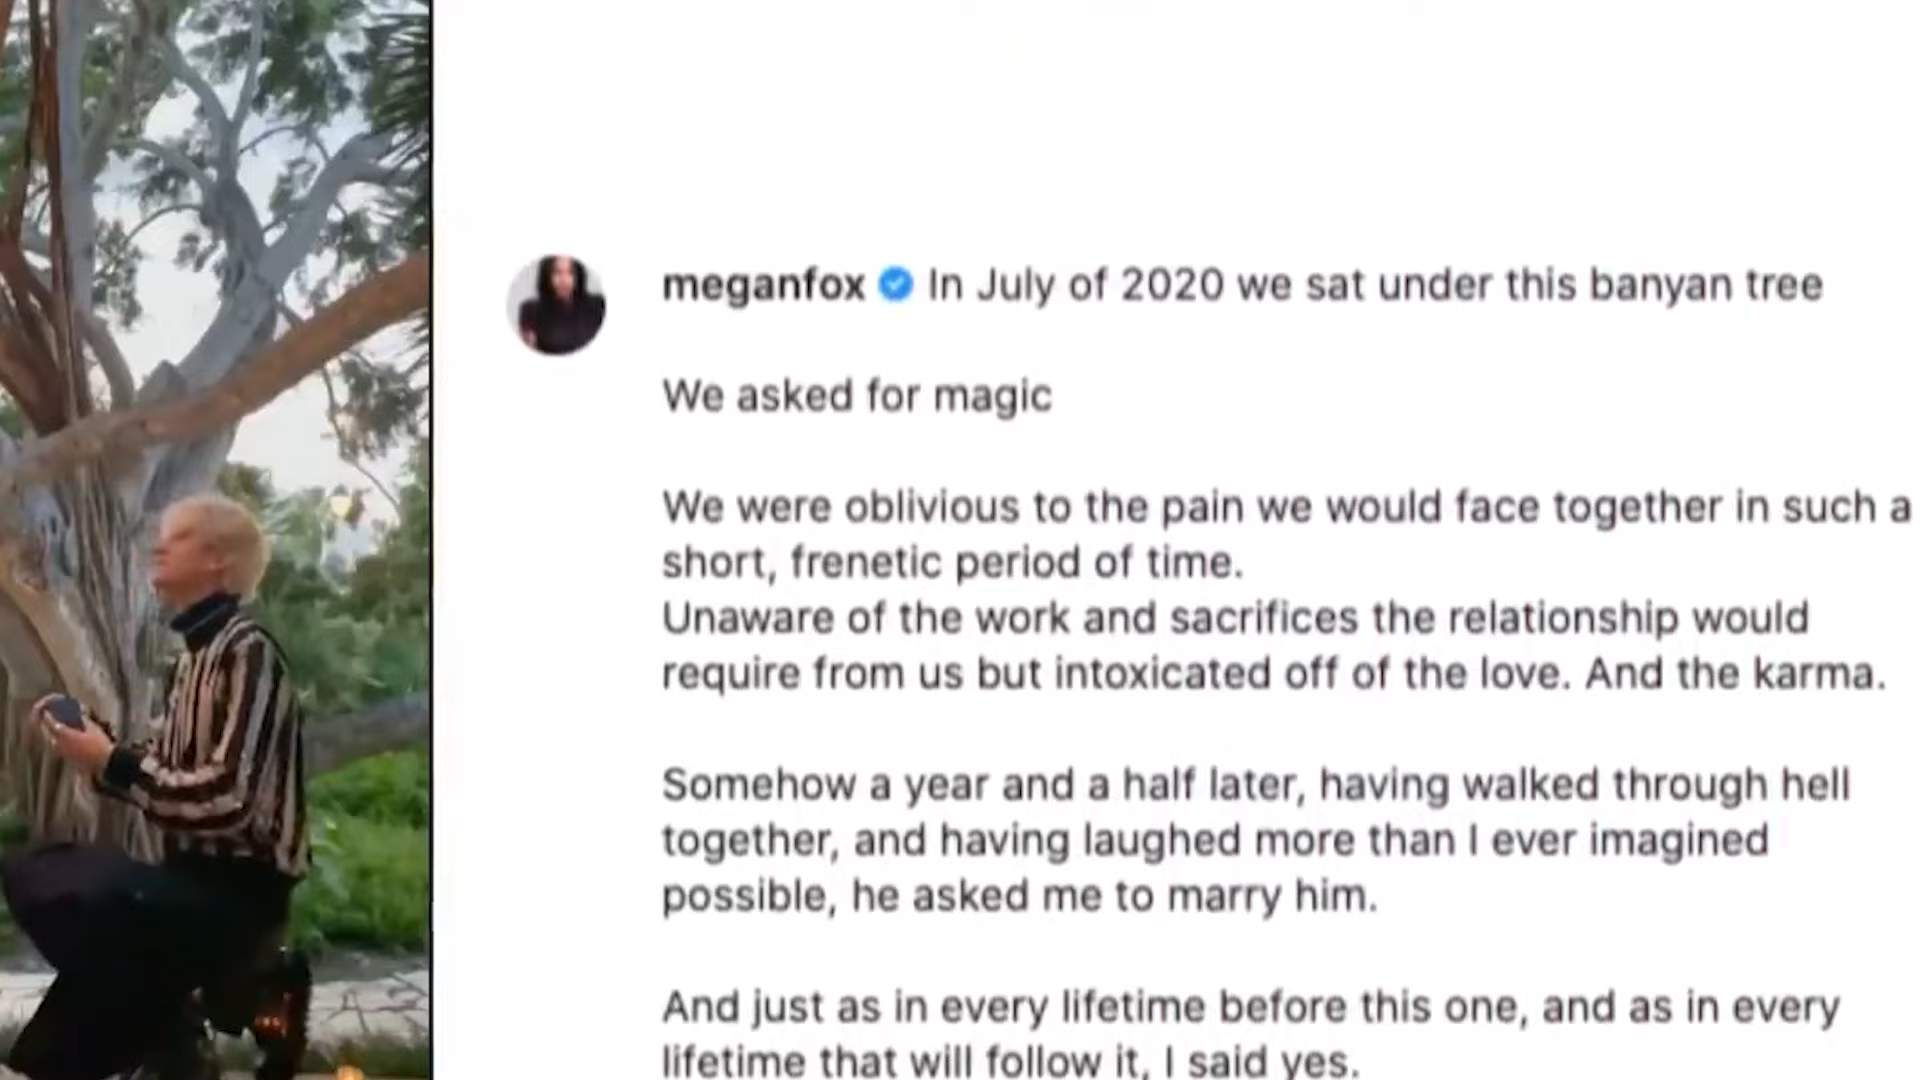 meganfox In July of 2020 we sat under this banyan tree
We asked for magic
We were oblivious to the pain we would face together in such a
short, frenetic period of time.
Unaware of the work and sacrifices the relationship would
require from us but intoxicated off of the love. And the karma.
Somehow a year and a half later, having walked through hell
together, and having laughed more than I ever imagined
possible, he asked me to marry him.
And just as in every lifetime before this one, and as in every
lifetime that will follow it, I said yes.